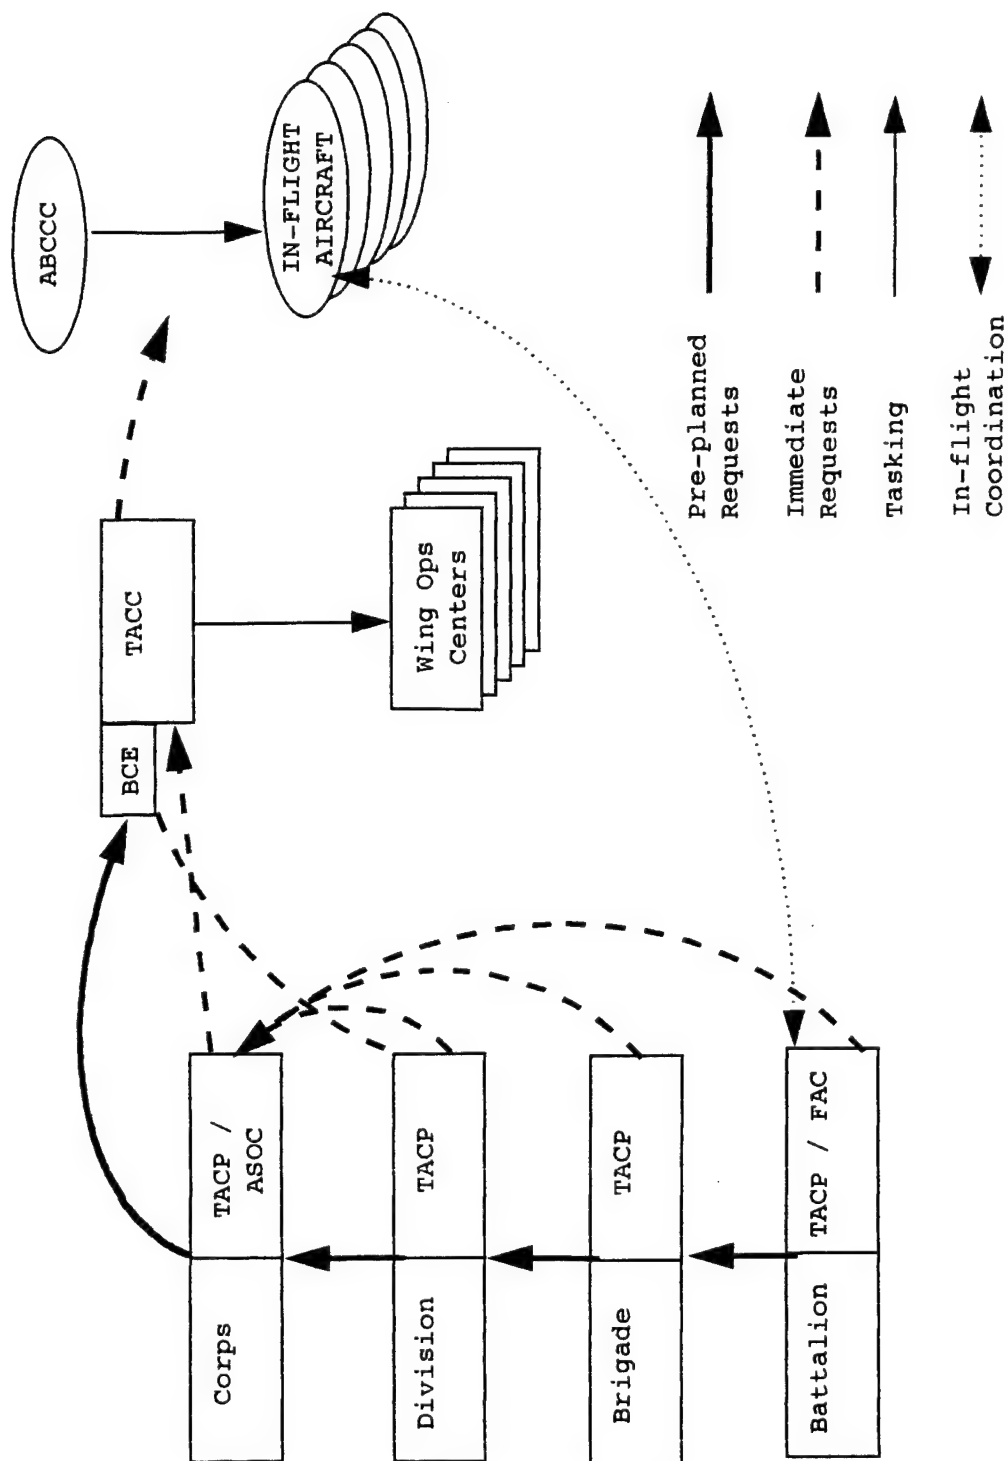 ABCCC
IN-FLIGHT
AIRCRAFT
BCE
TACC
Wing Ops
Centers
Corps
TACP /
ASOC
Division
TACP
Brigade
TACP
Battalion
TACP / FAC
Pre-planned
Requests
Immediate
Requests
Tasking
In-flight
Coordination